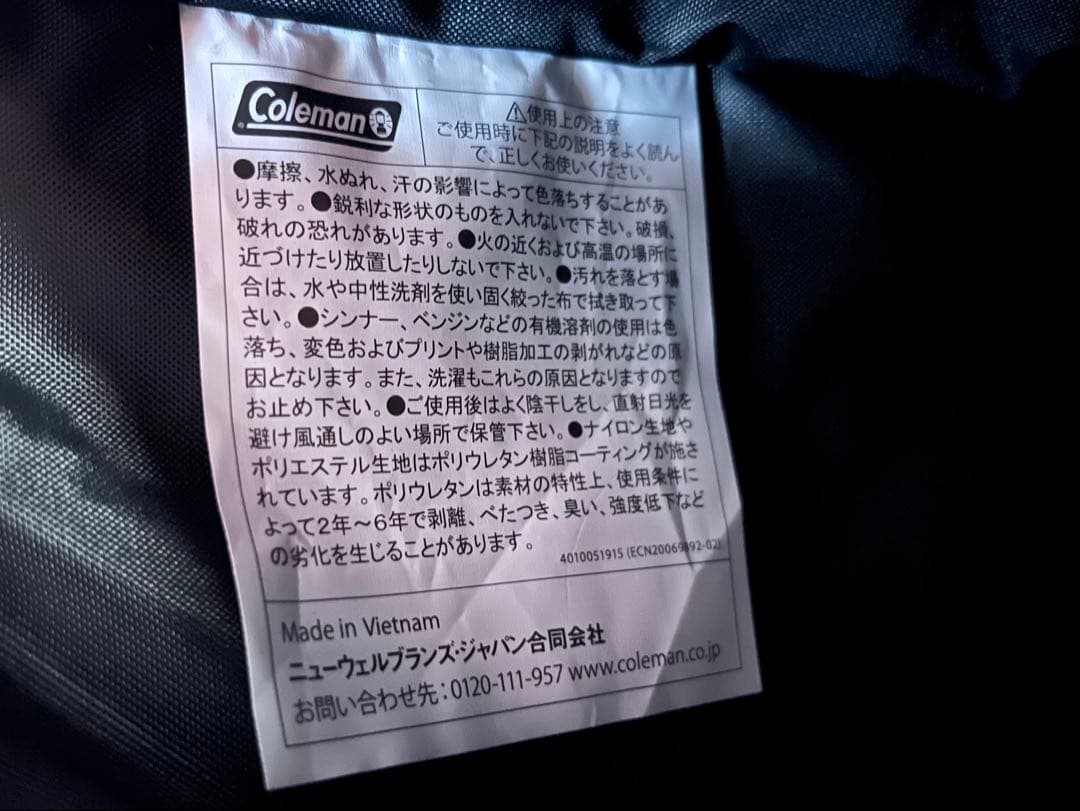 Coleman
⚠使用上の注意
ご使用時に下記の説明をよく読ん
で、正しくお使いください。
●摩擦、水ぬれ、汗の影響によって色落ちすることがあ
ります。●鋭利な形状のものを入れないで下さい。破損、
破れの恐れがあります。●火の近くおよび高温の場所に
近づけたり放置したりしないで下さい。●汚れを落とす場
合は、水や中性洗剤を使い固く絞った布で拭き取って下
さい。●シンナー、ベンジンなどの有機溶剤の使用は色
落ち、変色およびプリントや樹脂加工の剥がれなどの原
因となります。また、洗濯もこれらの原因となりますので
お止め下さい。●ご使用後はよく陰干しをし、直射日光を
避け風通しのよい場所で保管下さい。●ナイロン生地や
ポリエステル生地はポリウレタン樹脂コーティングが施さ
れています。ポリウレタンは素材の特性上、使用条件に
よって2年〜6年で剥離、べたつき、臭い、強度低下など
の劣化を生じることがあります。
4010051915
Made in Vietnam
ニューウェルブランズ・ジャパン合同会社
お問い合わせ先：0120-111-957 www.coleman.co.jp